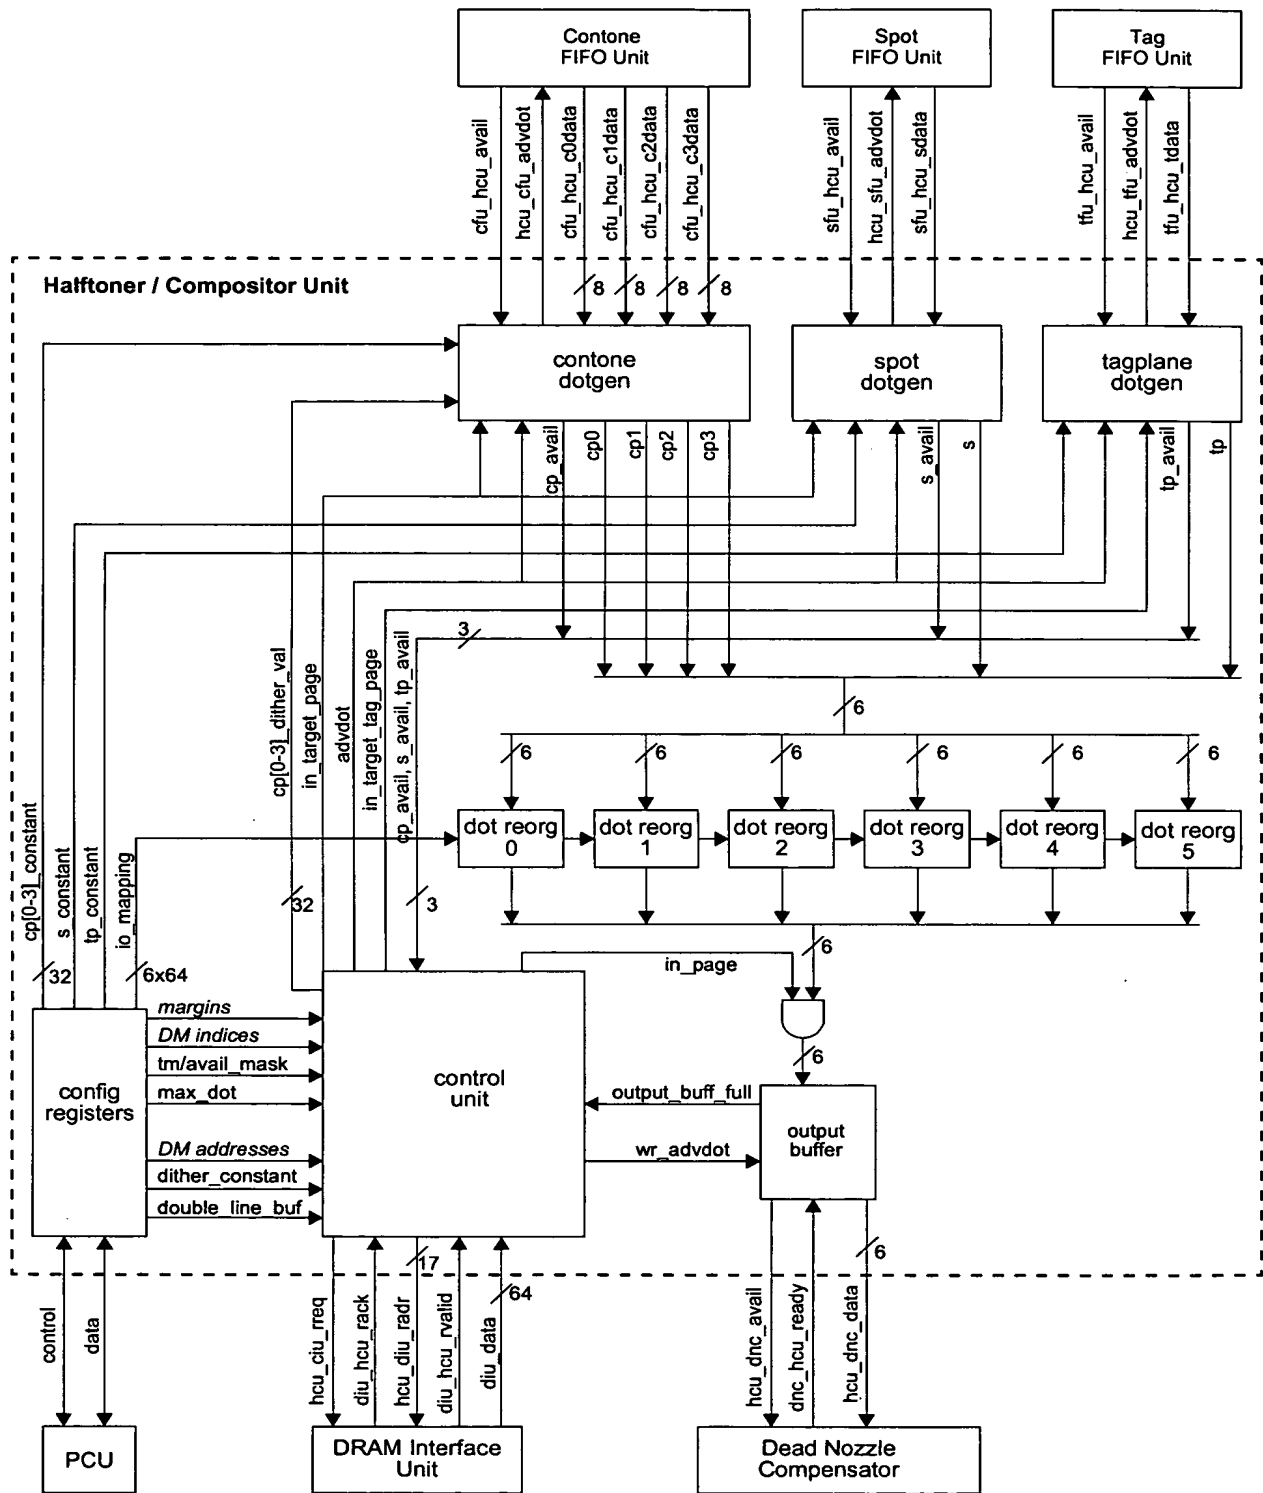 Contone
FIFO Unit
Spot
FIFO Unit
Tag
FIFO Unit
cfu_hcu_avail
hcu_cfu_advdot
cfu_hcu_c0data
cfu_hcu_c1data
cfu_hcu_c2data
cfu_hcu_c3data
sfu_hcu_avail
hcu_sfu_advdot
sfu_hcu_sdata
tfu_hcu_avail
hcu_tfu_advdot
tfu_hcu_tdata
Halftoner / Compositor Unit
8
8
8
8
contone
dotgen
spot
dotgen
tagplane
dotgen
cp_avail
cp0
cp1
cp2
cp3
s_avail
s
tp_avail
tp
3
6
cp[0-3]_dither_val
in_target_page
advdot
in_target_tag_page
cp_avail, s_avail, tp_avail
6
6
6
6
6
6
dot reorg
0
dot reorg
1
dot reorg
2
dot reorg
3
dot reorg
4
dot reorg
5
cp[0-3]_constant
s_constant
tp_constant
io_mapping
32
3
6
32
6x64
in_page
margins
DM indices
tm/avail_mask
max_dot
DM addresses
dither_constant
double_line_buf
config
registers
control
unit
6
output_buff_full
wr_advdot
output
buffer
17
64
6
control
data
hcu_ciu_rreq
diu_hcu_rack
hcu_diu_radr
diu_hcu_rvalid
diu_data
hcu_dnc_avail
dnc_hcu_ready
hcu_dnc_data
PCU
DRAM Interface
Unit
Dead Nozzle
Compensator